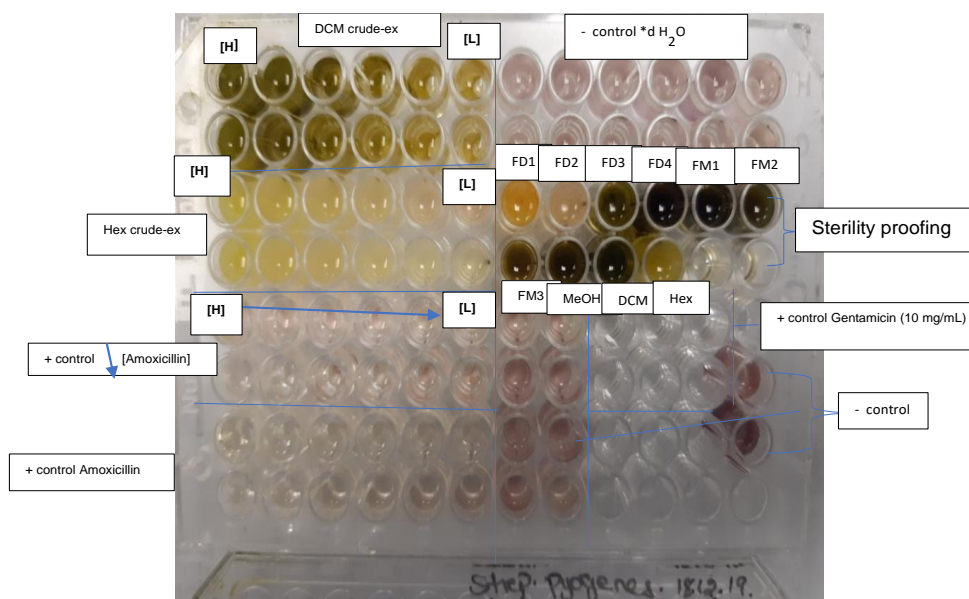 DCM crude-ex
[H]
[L]
- control *d H2O
[H]
[L]
FD1
FD2
FD3
FD4
FM1
FM2
Hex crude-ex
Sterility proofing
[H]
[L]
FM3
MeOH
DCM
Hex
+ control Gentamicin (10 mg/mL)
+ control [Amoxicillin]
- control
+ control Amoxicillin
Strep. Pyogenes. 18.12.19.